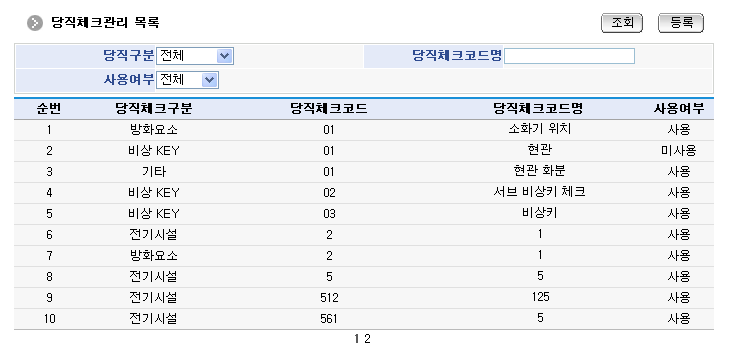 당직체크관리 목록 조회 등록
당직구분 전체 당직체크코드명
사용여부 전체
순번 당직체크구분 당직체크코드 당직체크코드명 사용여부
1 방화요소 01 소화기 위치 사용
2 비상 KEY 01 현관 미사용
3 기타 01 현관 화분 사용
4 비상 KEY 02 서브 비상키 체크 사용
5 비상 KEY 03 비상키 사용
6 전기시설 2 1 사용
7 방화요소 2 1 사용
8 전기시설 5 5 사용
9 전기시설 512 125 사용
10 전기시설 561 5 사용
1 2